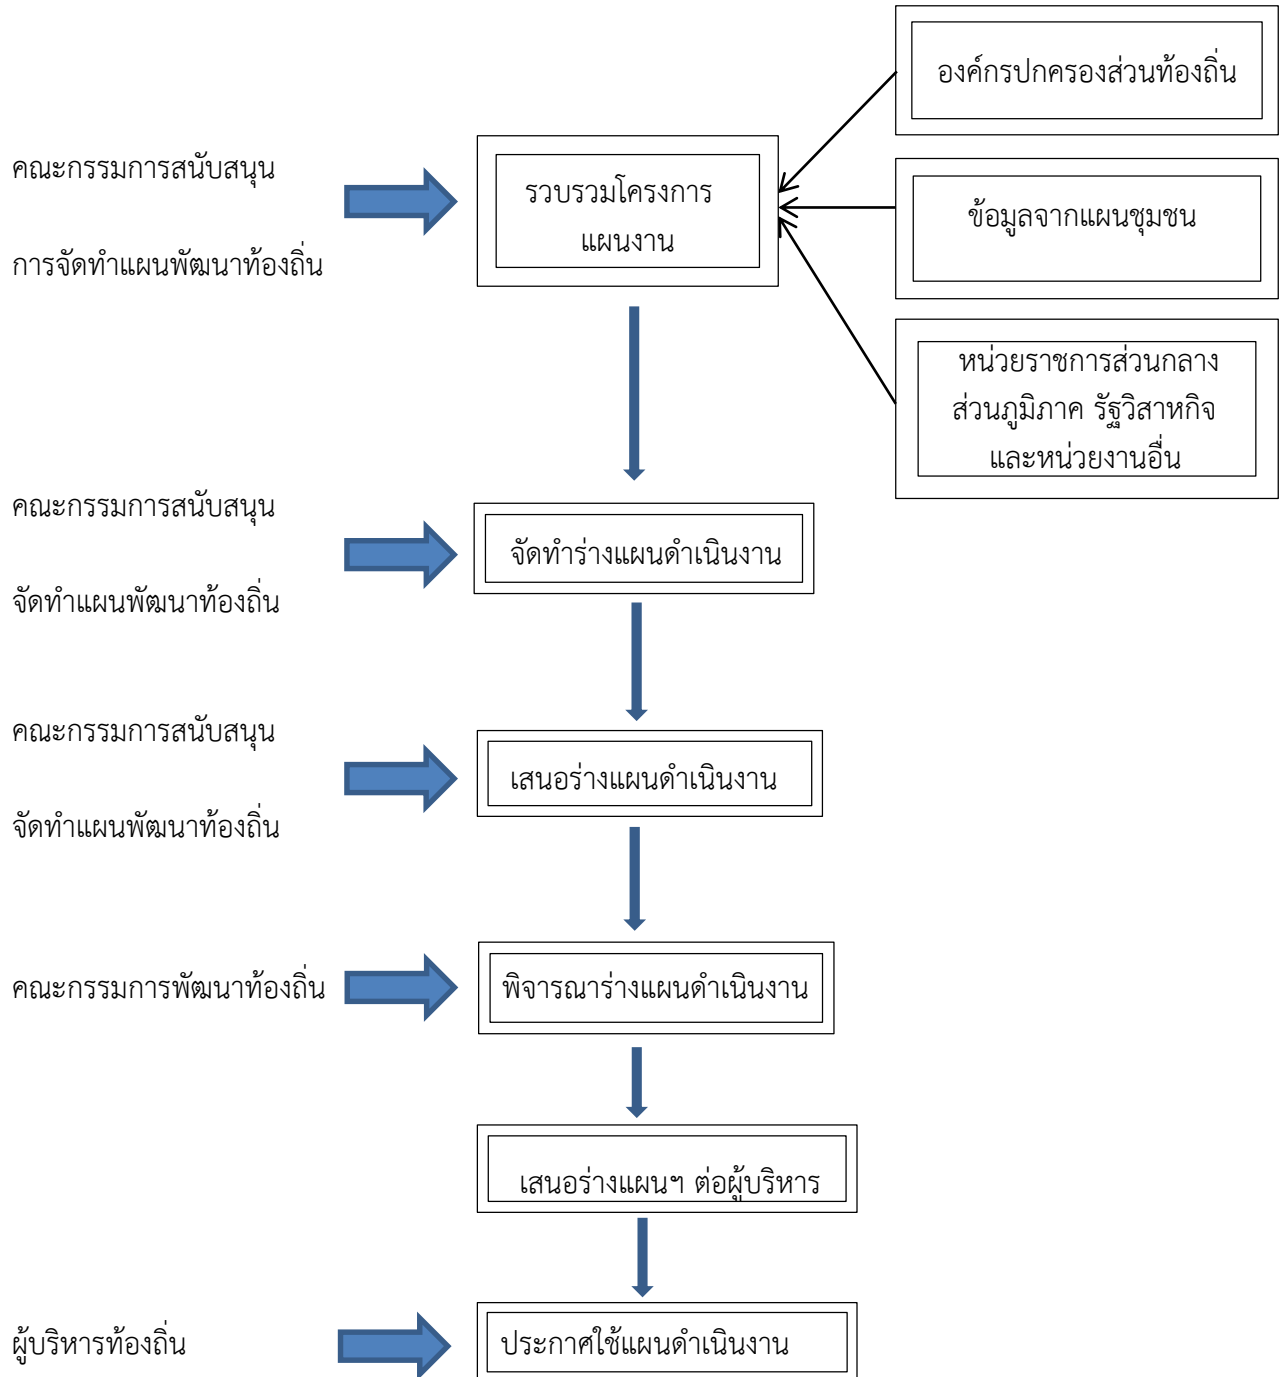 องค์กรปกครองส่วนท้องถิ่น
คณะกรรมการสนับสนุน
การจัดทำแผนพัฒนาท้องถิ่น
รวบรวมโครงการ
แผนงาน
ข้อมูลจากแผนชุมชน
หน่วยราชการส่วนกลาง
ส่วนภูมิภาค รัฐวิสาหกิจ
และหน่วยงานอื่น
คณะกรรมการสนับสนุน
จัดทำแผนพัฒนาท้องถิ่น
จัดทำร่างแผนดำเนินงาน
คณะกรรมการสนับสนุน
จัดทำแผนพัฒนาท้องถิ่น
เสนอร่างแผนดำเนินงาน
คณะกรรมการพัฒนาท้องถิ่น
พิจารณาร่างแผนดำเนินงาน
เสนอร่างแผนฯ ต่อผู้บริหาร
ผู้บริหารท้องถิ่น
ประกาศใช้แผนดำเนินงาน